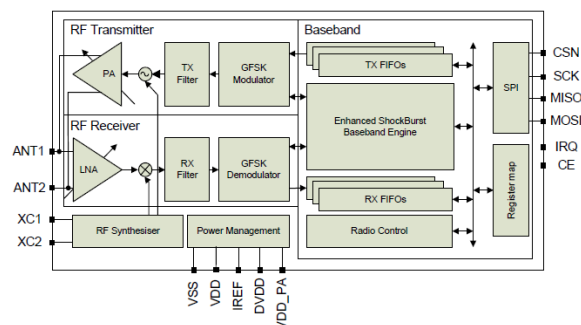 RF Transmitter
Baseband
PA
TX
Filter
GFSK
Modulator
TX FIFOs
SPI
CSN
SCK
MISO
MOSI
IRQ
CE
Enhanced ShockBurst
Baseband Engine
RF Receiver
ANT1
ANT2
LNA
RX
Filter
GFSK
Demodulator
RX FIFOs
Register map
XC1
XC2
RF Synthesiser
Power Management
Radio Control
VSS
VDD
IREF
DVDD
VDD_PA